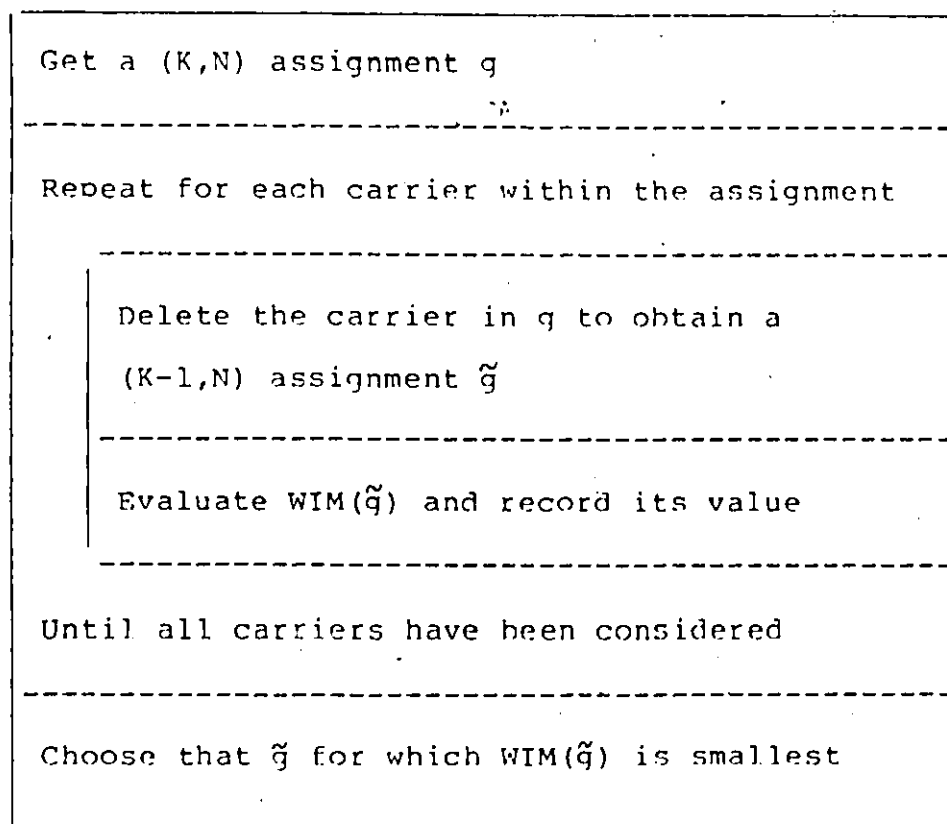 Get a (K,N) assignment q
Repeat for each carrier within the assignment
Delete the carrier in q to obtain a
(K-1,N) assignment q̃
Evaluate WIM(q̃) and record its value
Until all carriers have been considered
Choose that q̃ for which WIM(q̃) is smallest